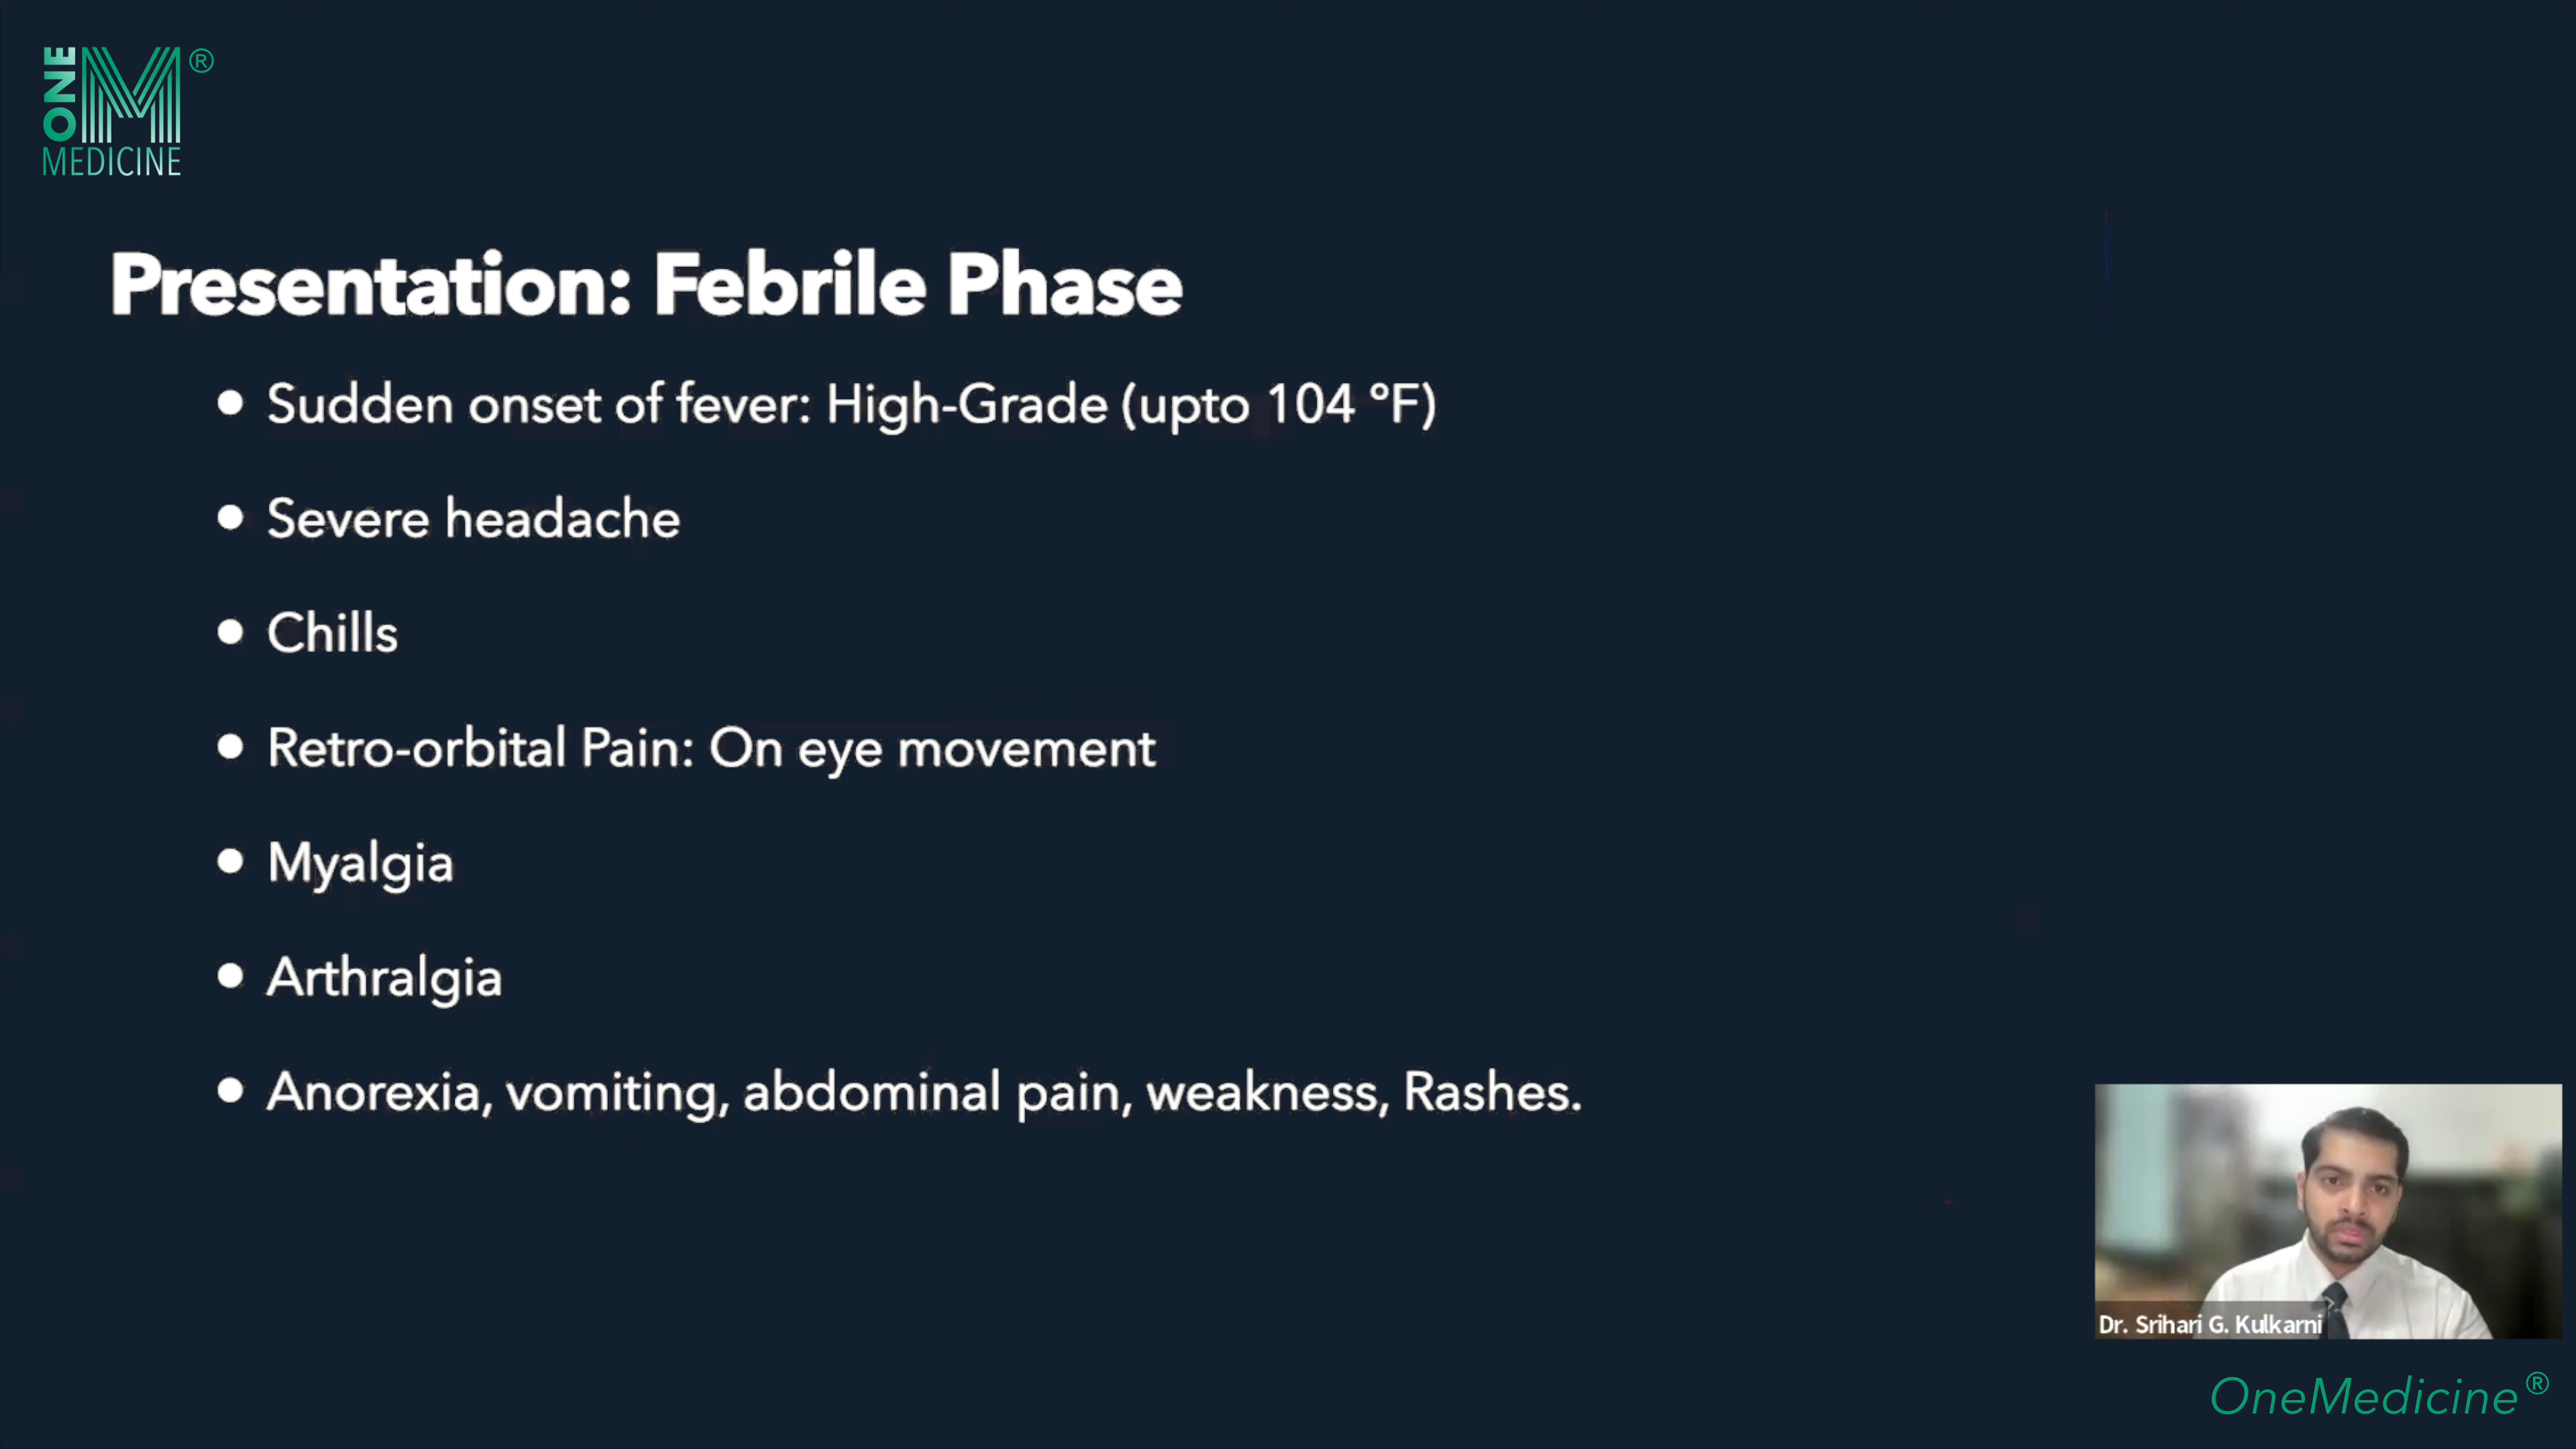 ONE
M®
MEDICINE
Presentation: Febrile Phase
• Sudden onset of fever: High-Grade (upto 104 °F)
• Severe headache
• Chills
• Retro-orbital Pain: On eye movement
• Myalgia
• Arthralgia
• Anorexia, vomiting, abdominal pain, weakness, Rashes.
Dr. Srihari G. Kulkarni
OneMedicine®